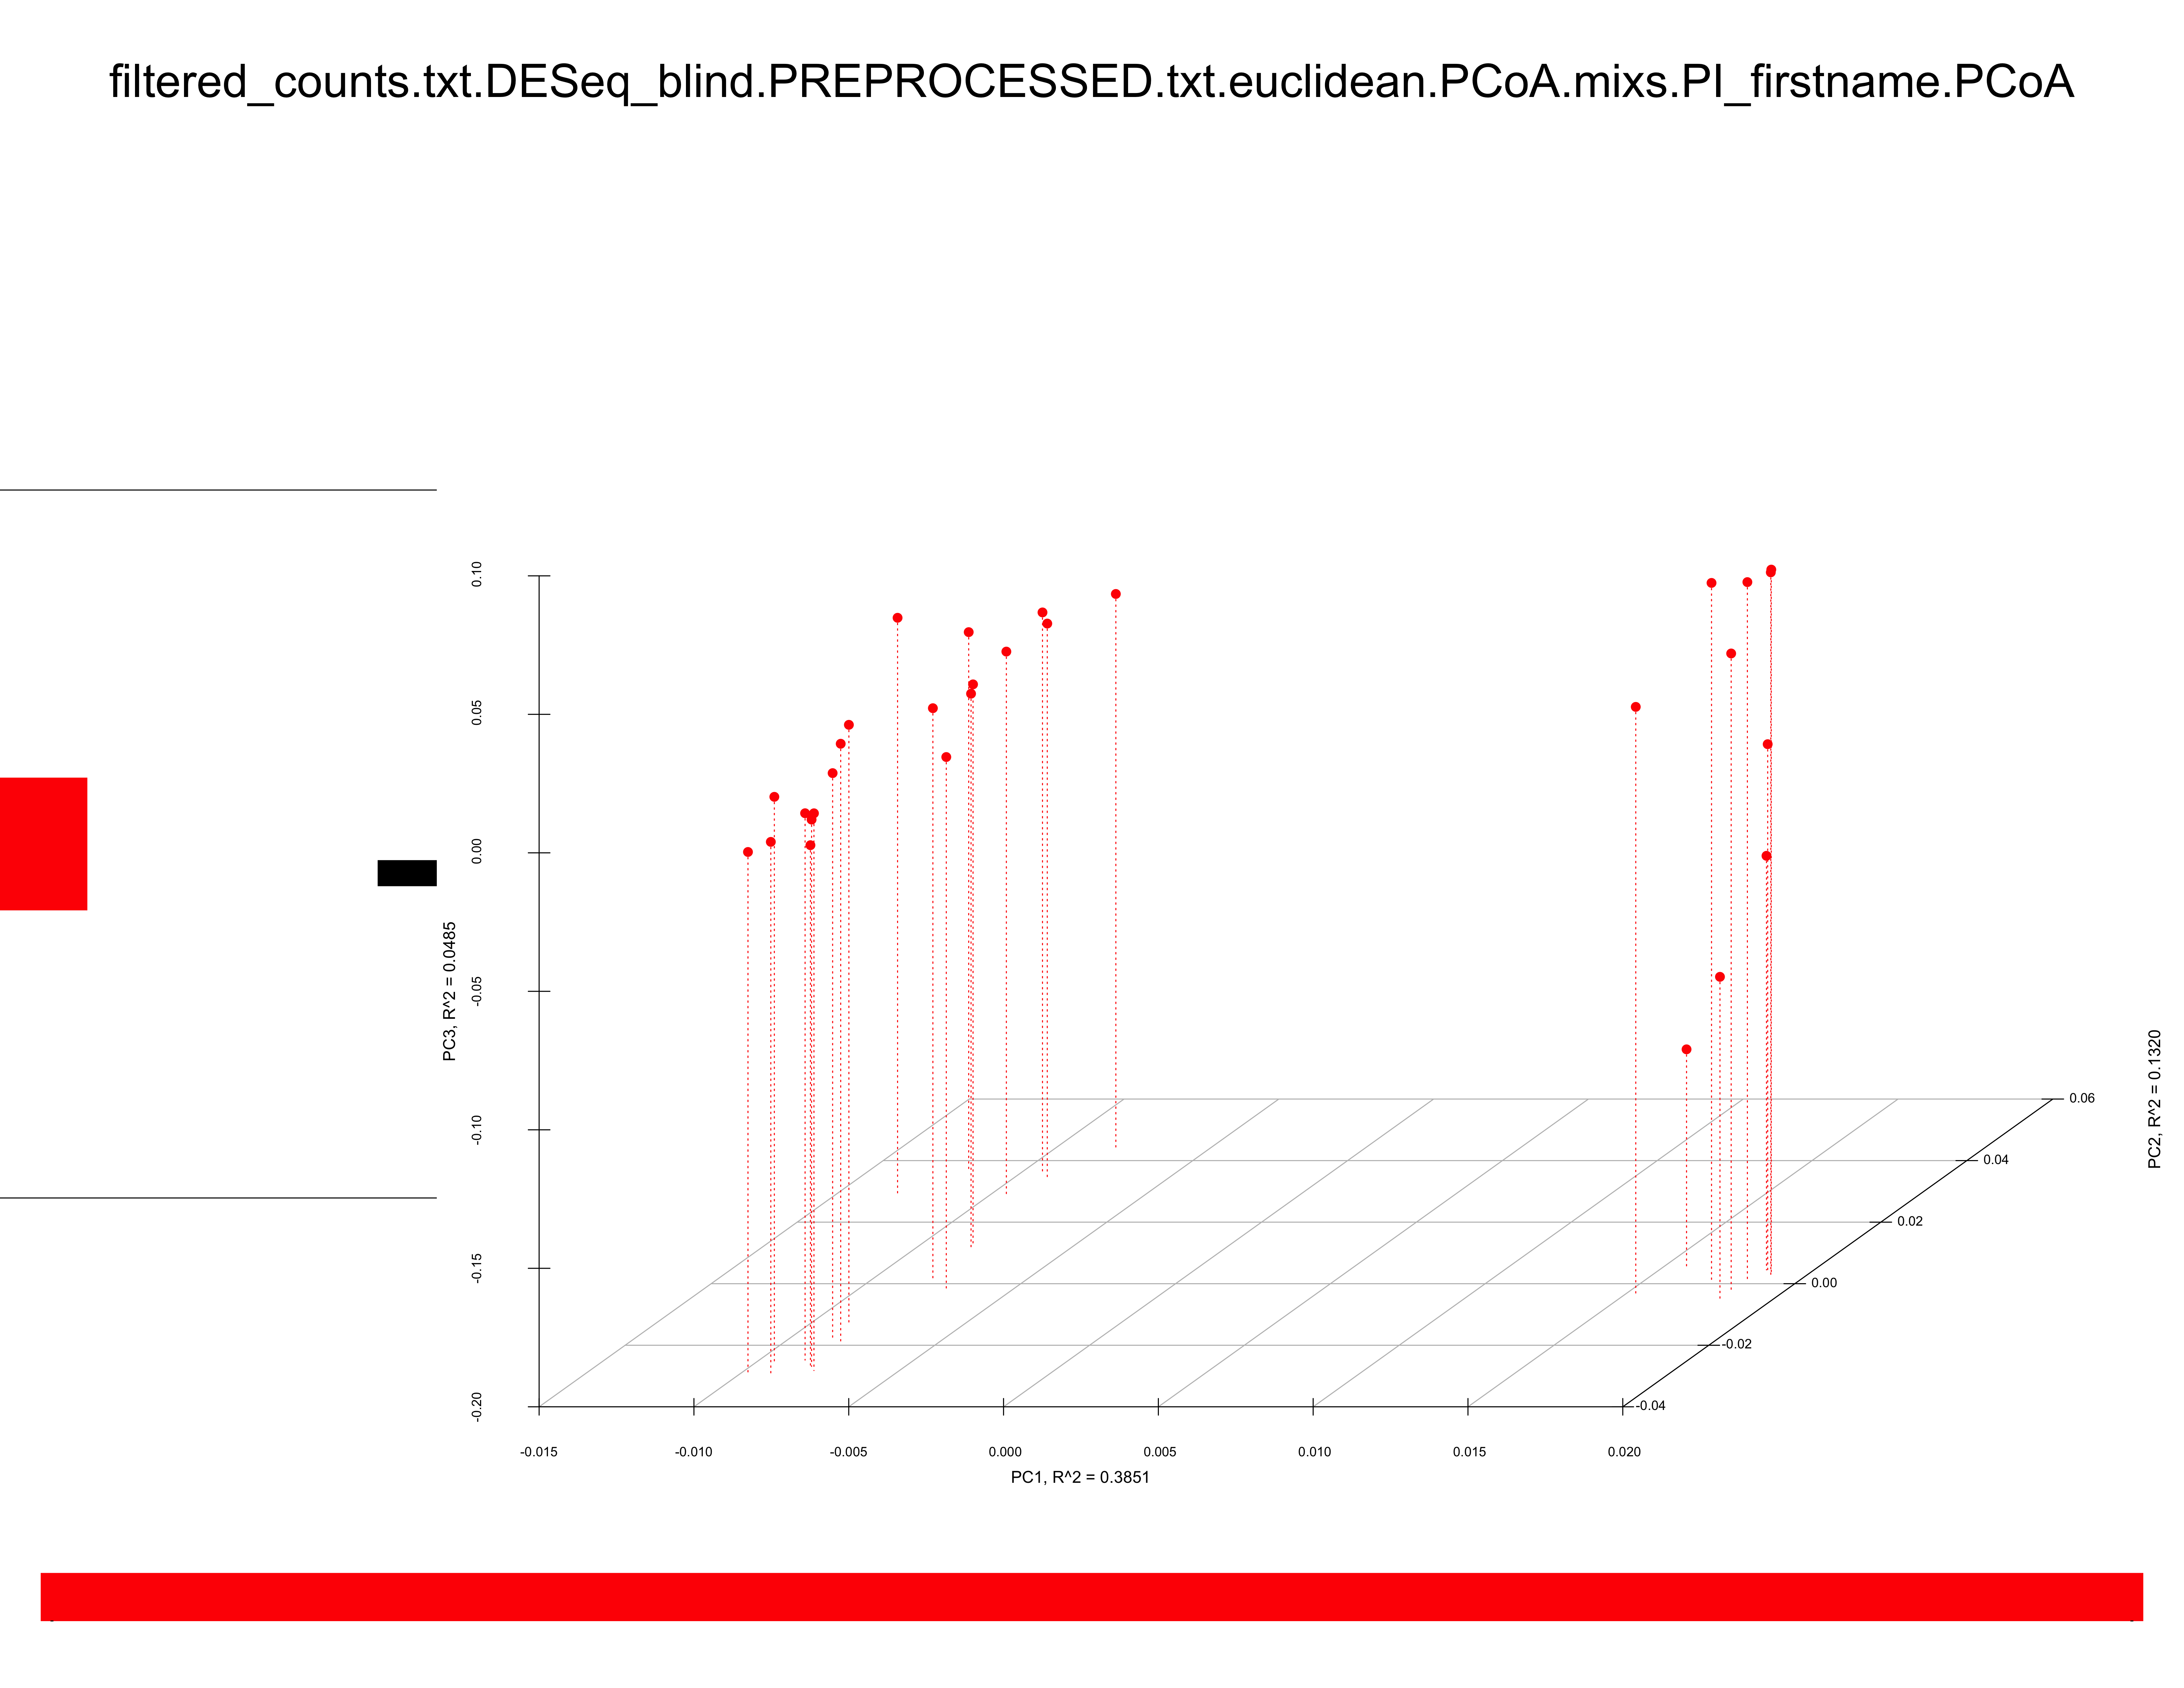 filtered_counts.txt.DESeq_blind.PREPROCESSED.txt.euclidean.PCoA.mixs.PI_firstname.PCoA
0.10
0.05
0.00
-0.05
-0.10
-0.15
-0.20
PC3, R^2 = 0.0485
0.06
0.04
0.02
0.00
-0.02
-0.04
PC2, R^2 = 0.1320
-0.015 -0.010 -0.005 0.000 0.005 0.010 0.015 0.020
PC1, R^2 = 0.3851